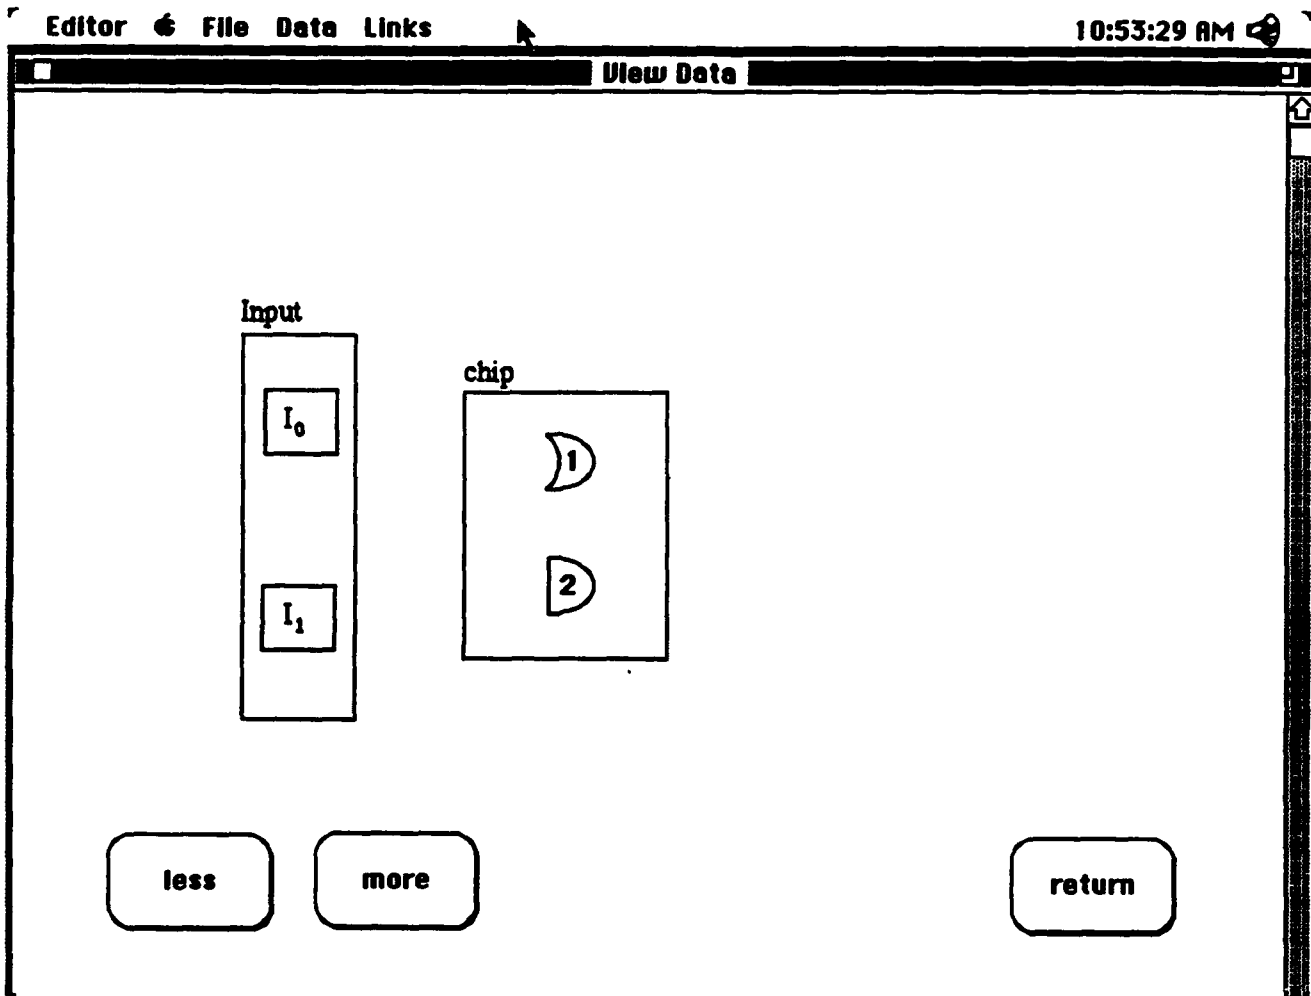 Editor File Data Links 10:53:29 AM
View Data
Input
chip
I₀
1
2
I₁
less more return